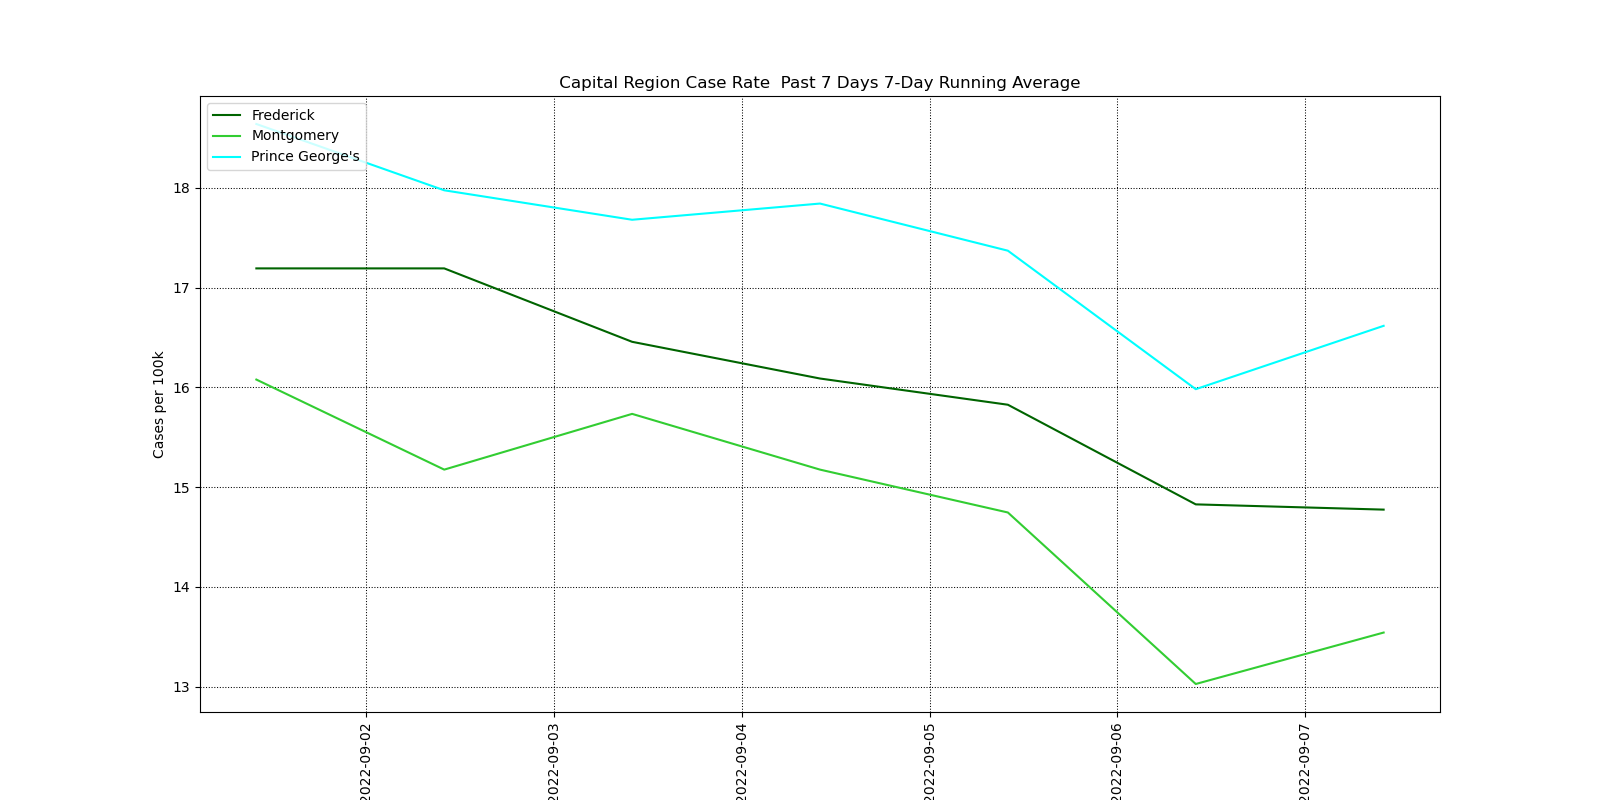 Capital Region Case Rate  Past 7 Days 7-Day Running Average
Frederick
Montgomery
Prince George's
Cases per 100k
18
17
16
15
14
13
2022-09-02
2022-09-03
2022-09-04
2022-09-05
2022-09-06
2022-09-07